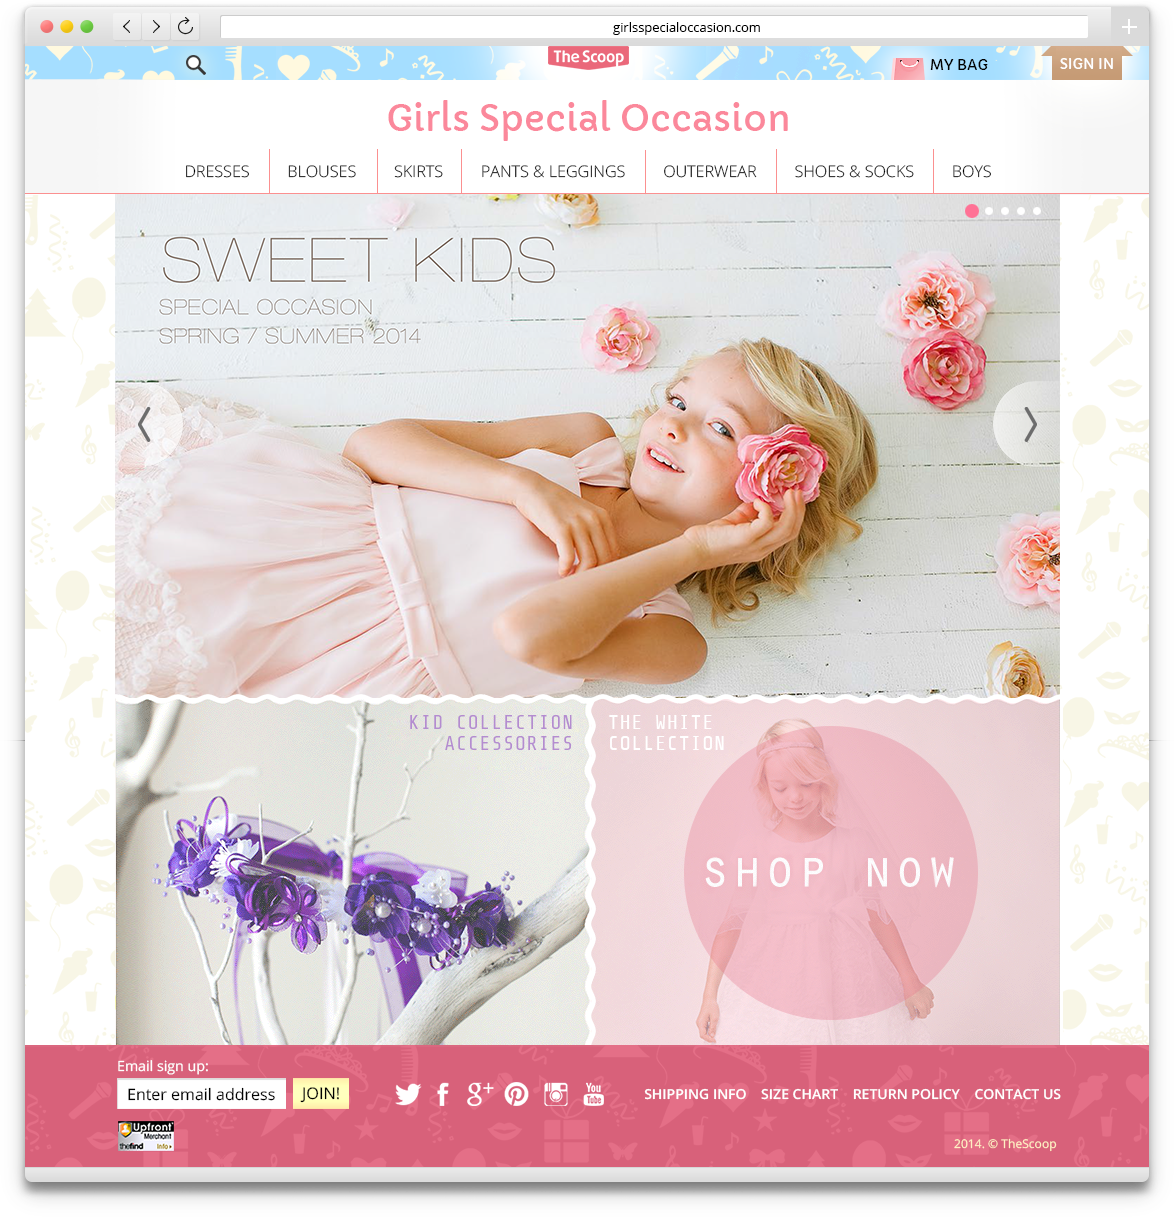 girlsspecialoccasion.com
The Scoop
MY BAG
SIGN IN
Girls Special Occasion
DRESSES
BLOUSES
SKIRTS
PANTS & LEGGINGS
OUTERWEAR
SHOES & SOCKS
BOYS
SWEET KIDS
SPECIAL OCCASION
SPRING / SUMMER 2014
KID COLLECTION
ACCESSORIES
THE WHITE
COLLECTION
SHOP NOW
Email sign up:
Enter email address
JOIN!
g+
You
Tube
SHIPPING INFO
SIZE CHART
RETURN POLICY
CONTACT US
Upfront
Merchant
thefind
Info
2014. © TheScoop